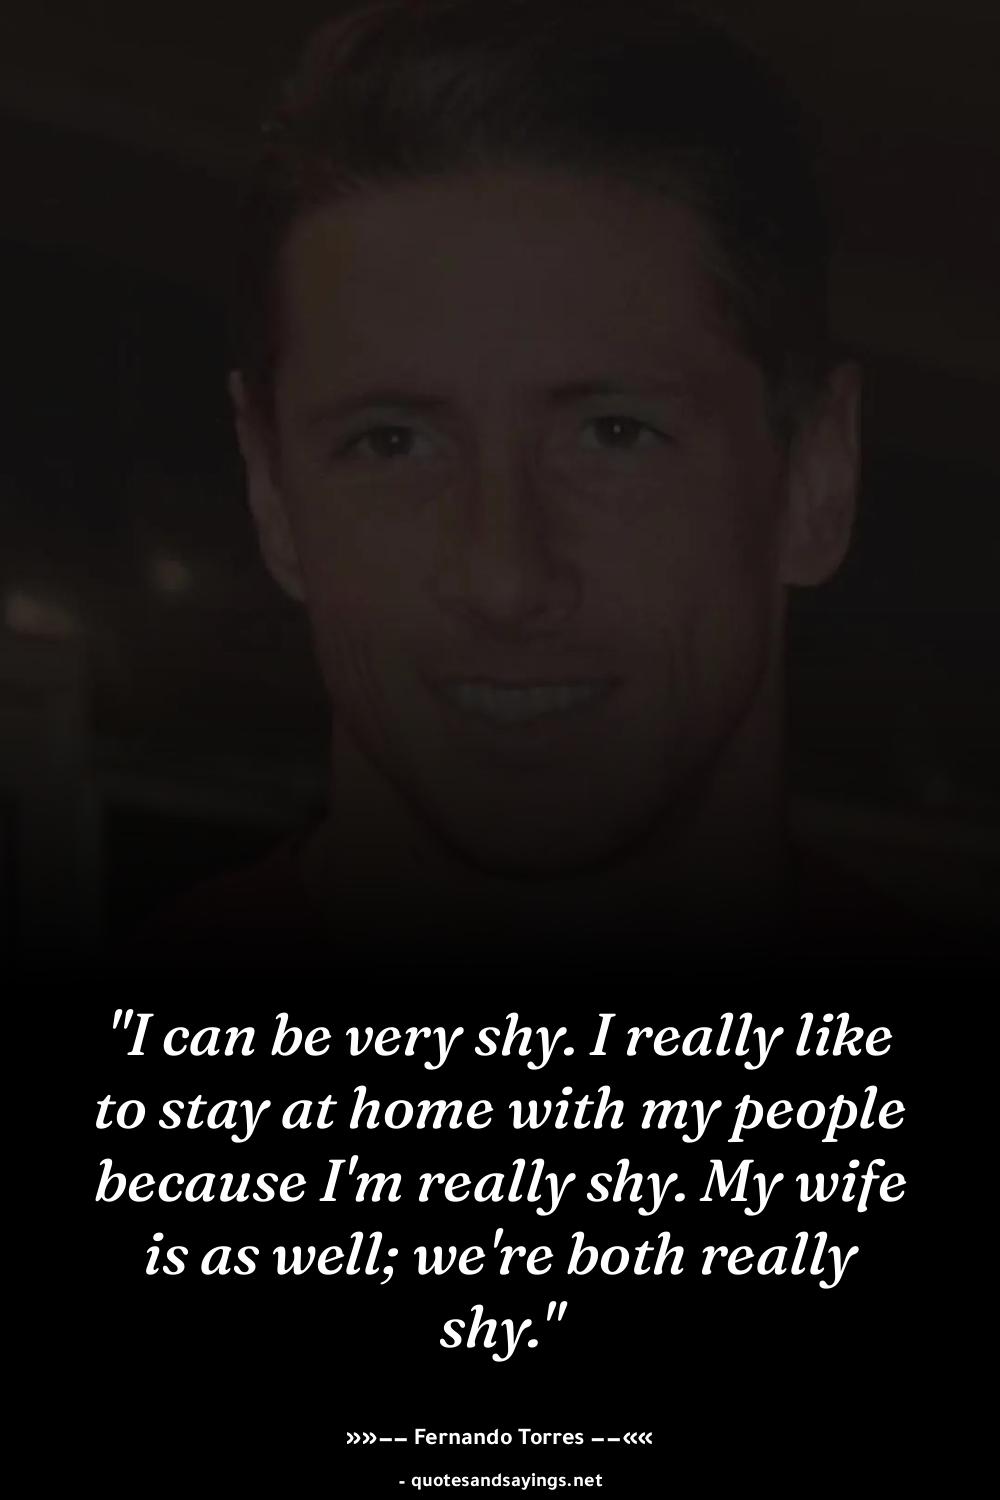 "I can be very shy. I really like
to stay at home with my people
because I'm really shy. My wife
is as well; we're both really
shy."
»»—— Fernando Torres ——««
- quotesandsayings.net